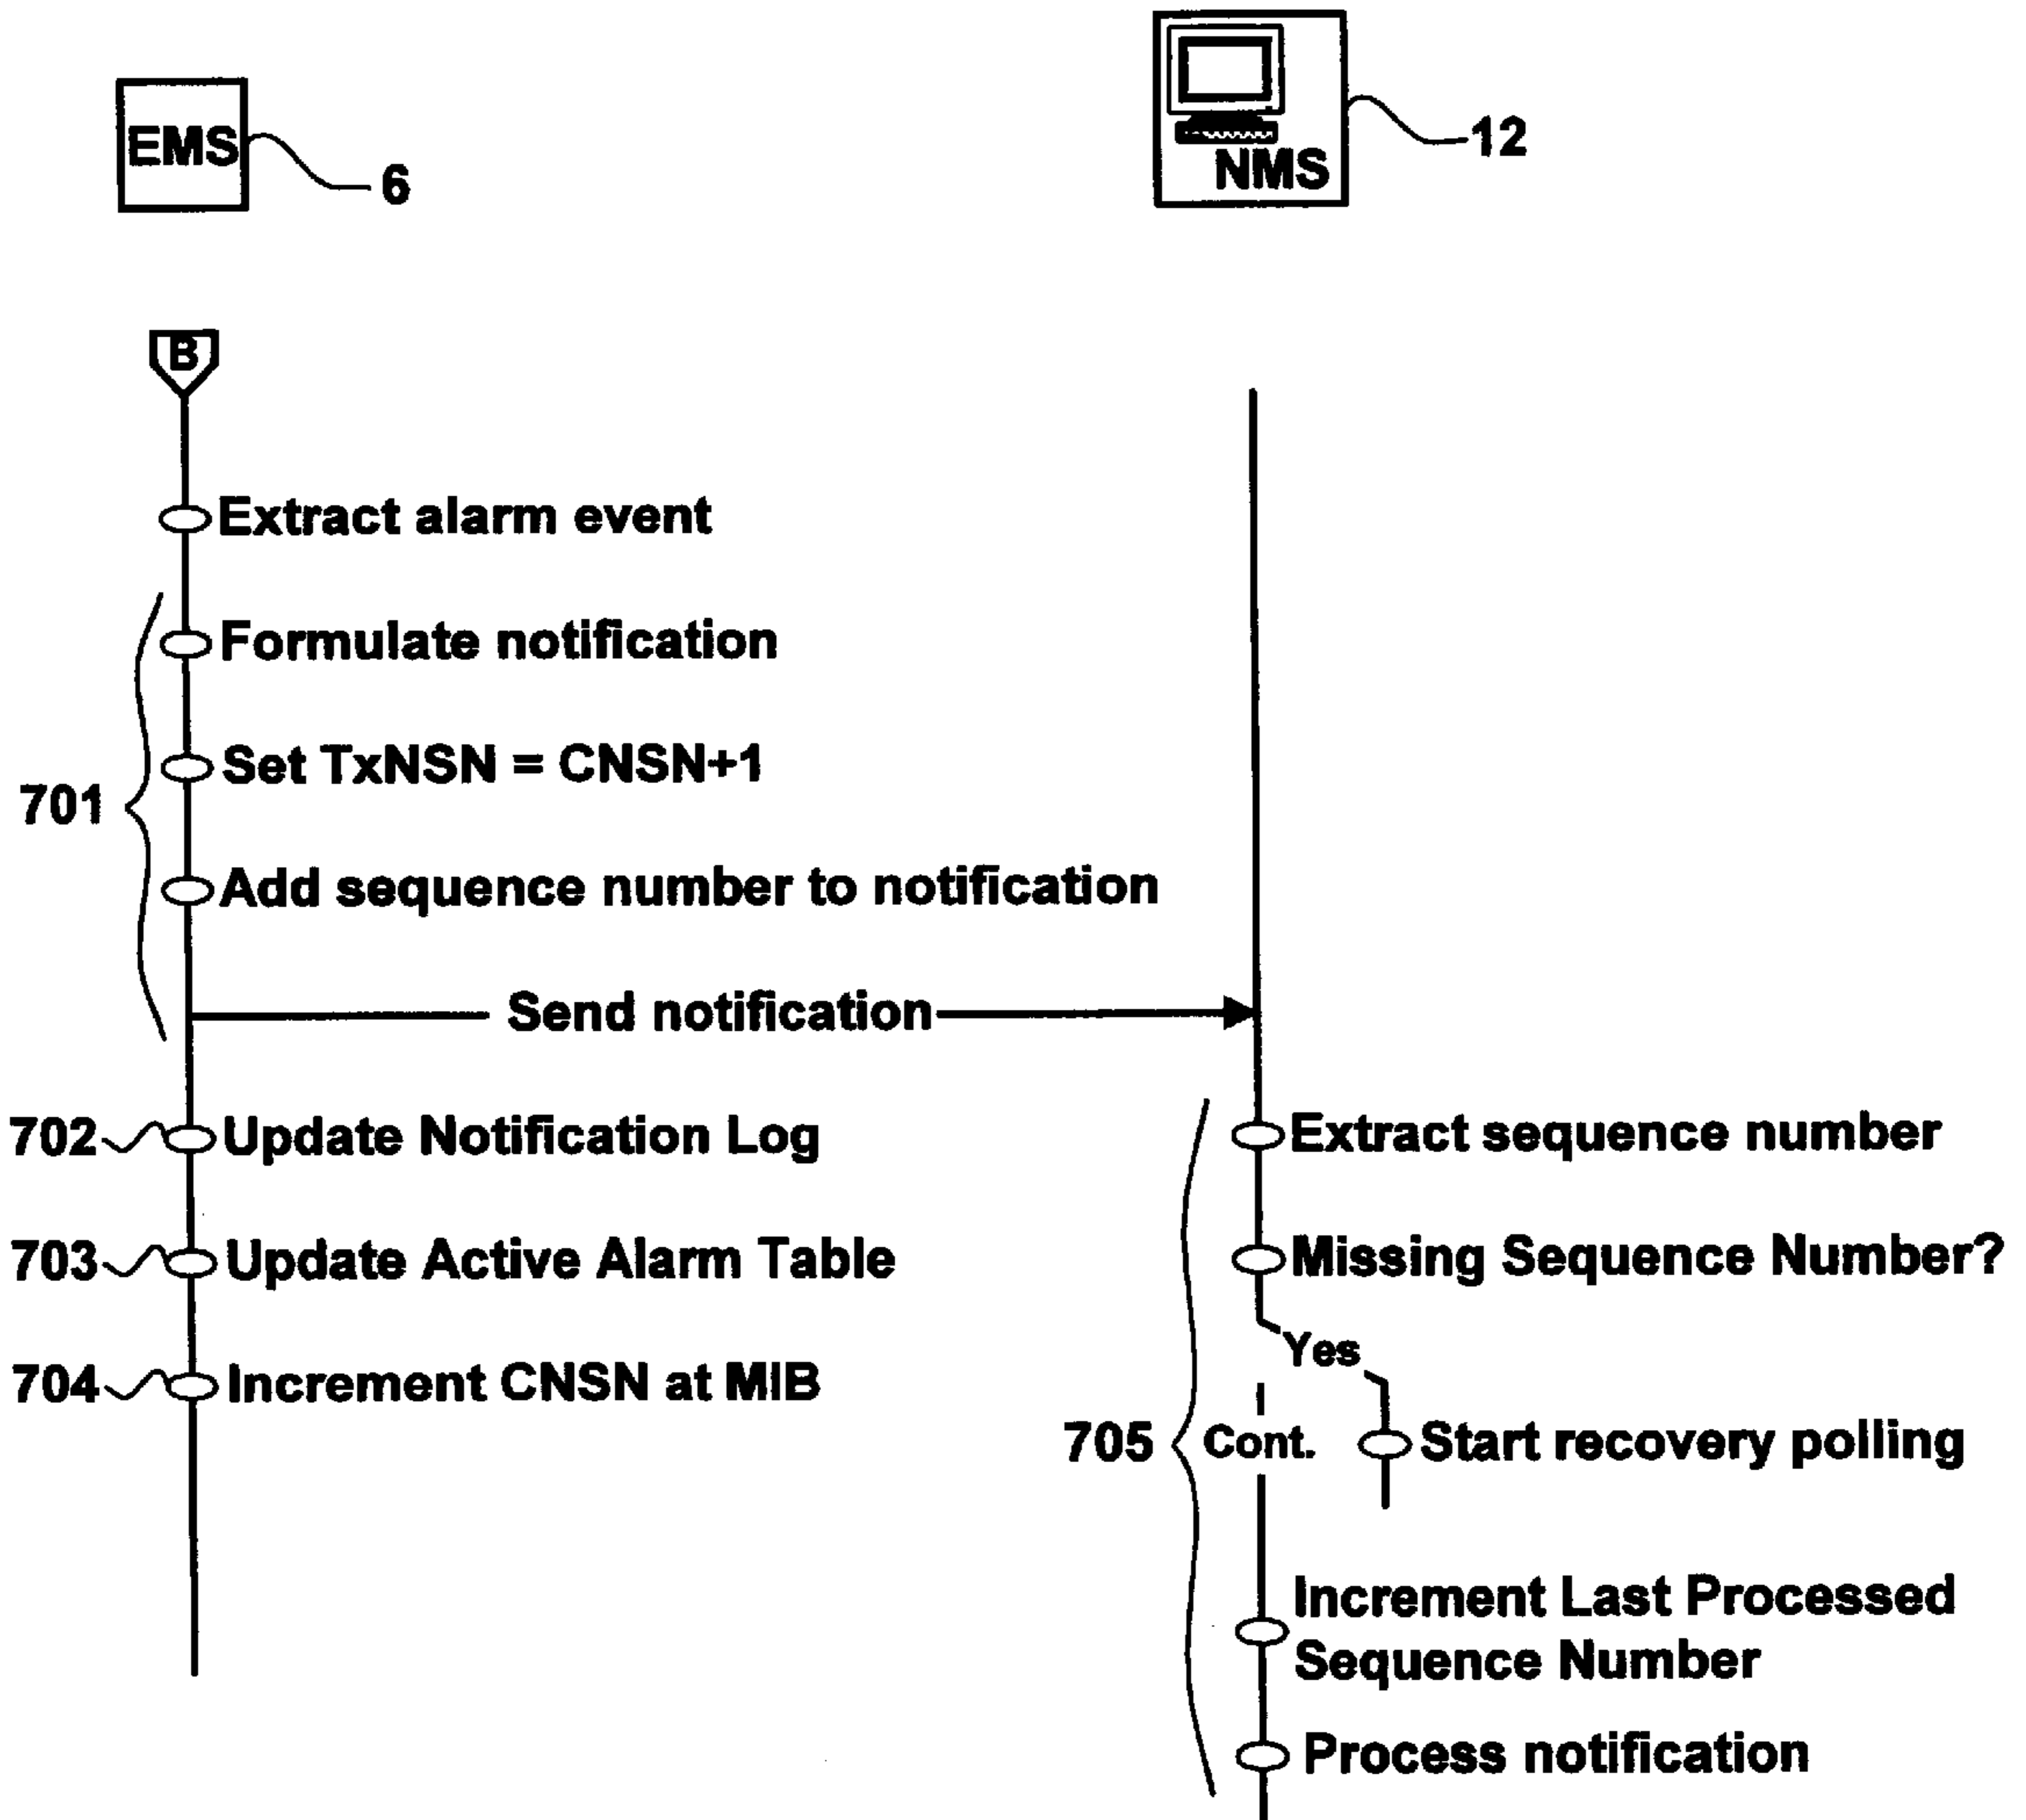 EMS
6
NMS
12
B
Extract alarm event
Formulate notification
Set TxNSN = CNSN+1
701
Add sequence number to notification
Send notification
702 Update Notification Log
703 Update Active Alarm Table
704 Increment CNSN at MIB
Extract sequence number
Missing Sequence Number?
Yes
705
Cont.
Start recovery polling
Increment Last Processed
Sequence Number
Process notification